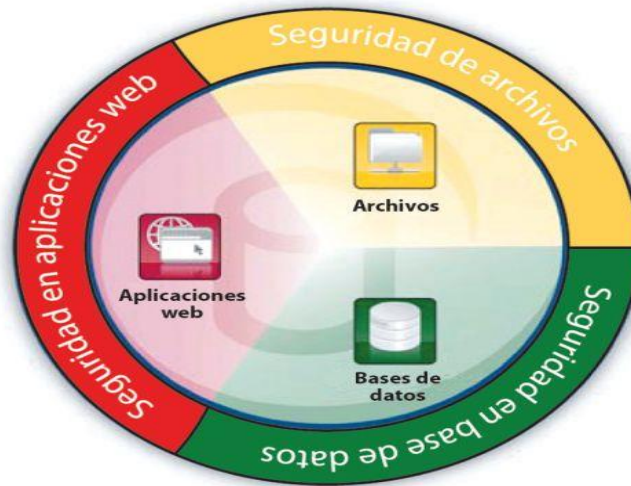 Seguridad de archivos
Archivos
Seguridad en aplicaciones web
Aplicaciones
web
Bases de
datos
Seguridad en base de datos